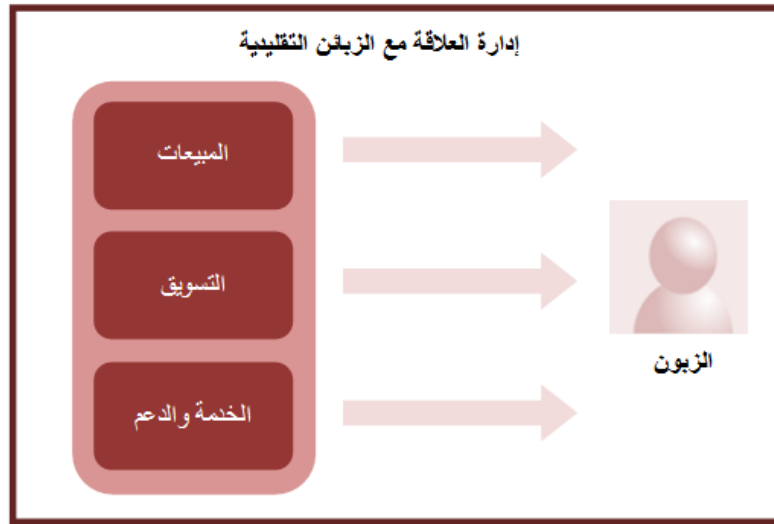 إدارة العلاقة مع الزبائن التقليدية
المبيعات
التسويق
الخدمة والدعم
الزبون